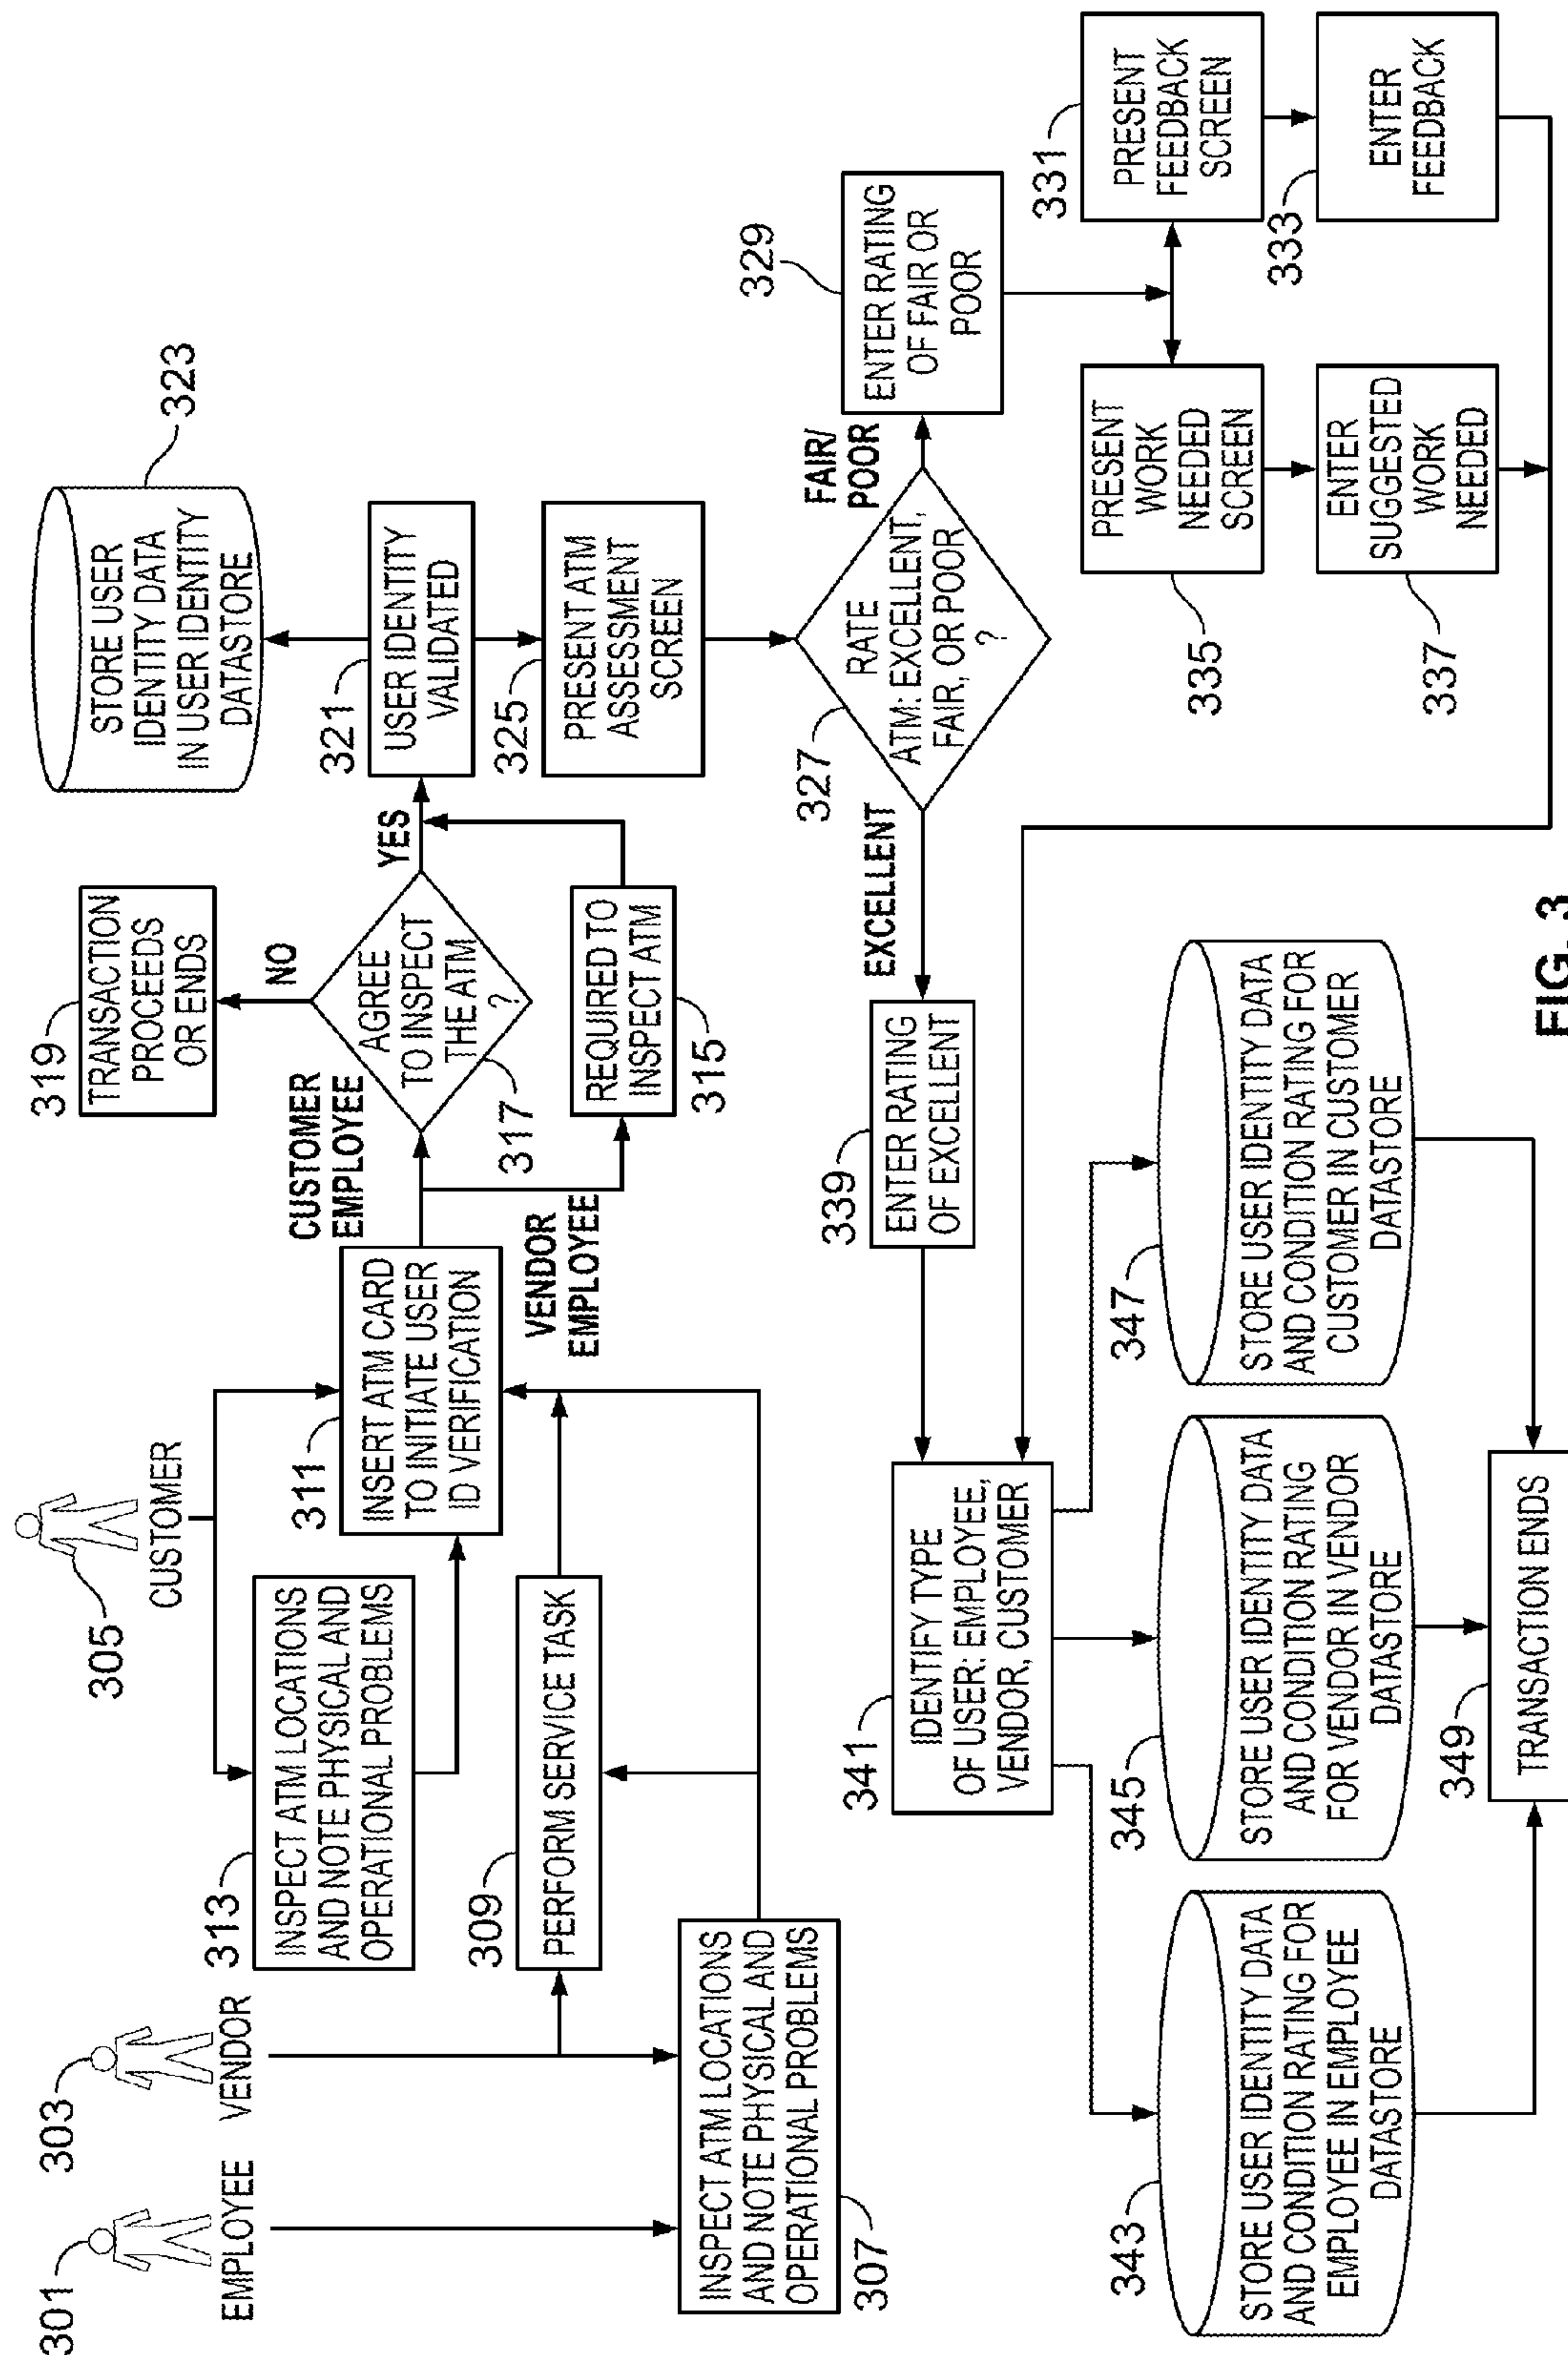 301
EMPLOYEE
303
VENDOR
305
CUSTOMER
307
INSPECT ATM LOCATIONS
AND NOTE PHYSICAL AND
OPERATIONAL PROBLEMS
309
PERFORM SERVICE TASK
313
INSPECT ATM LOCATIONS
AND NOTE PHYSICAL AND
OPERATIONAL PROBLEMS
311
INSERT ATM CARD
TO INITIATE USER
ID VERIFICATION
CUSTOMER
EMPLOYEE
VENDOR
EMPLOYEE
317
AGREE
TO INSPECT
THE ATM
?
NO
319
TRANSACTION
PROCEEDS
OR ENDS
315
REQUIRED TO
INSPECT ATM
YES
321
USER IDENTITY
VALIDATED
323
STORE USER
IDENTITY DATA
IN USER IDENTITY
DATASTORE
325
PRESENT ATM
ASSESSMENT
SCREEN
327
RATE
ATM: EXCELLENT,
FAIR, OR POOR
?
FAIR/
POOR
329
ENTER RATING
OF FAIR OR
POOR
331
PRESENT
FEEDBACK
SCREEN
333
ENTER
FEEDBACK
335
PRESENT
WORK
NEEDED
SCREEN
337
ENTER
SUGGESTED
WORK
NEEDED
EXCELLENT
339
ENTER RATING
OF EXCELLENT
341
IDENTIFY TYPE
OF USER: EMPLOYEE,
VENDOR, CUSTOMER
343
STORE USER IDENTITY DATA
AND CONDITION RATING FOR
EMPLOYEE IN EMPLOYEE
DATASTORE
345
STORE USER IDENTITY DATA
AND CONDITION RATING
FOR VENDOR IN VENDOR
DATASTORE
347
STORE USER IDENTITY DATA
AND CONDITION RATING FOR
CUSTOMER IN CUSTOMER
DATASTORE
349
TRANSACTION ENDS
FIG. 3